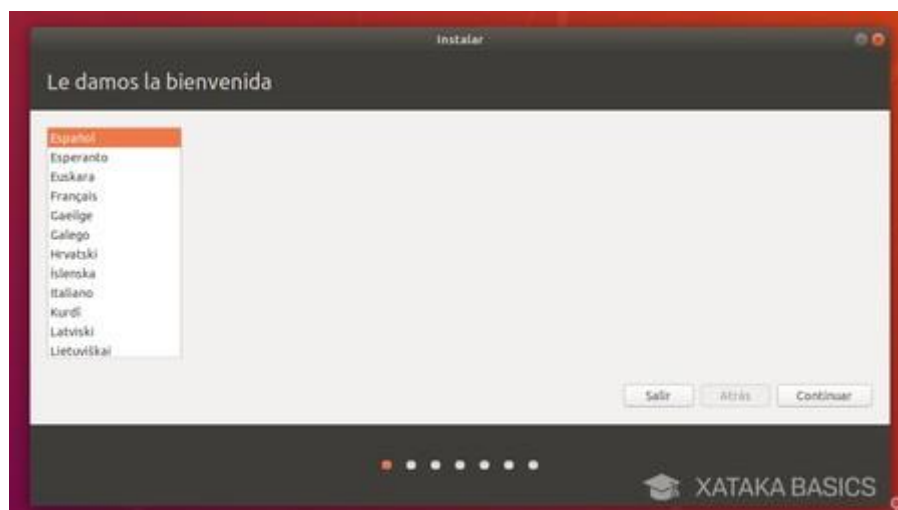 Instalar
Le damos la bienvenida
Español
Esperanto
Euskara
Français
Gaeilge
Galego
Hrvatski
Íslenska
Italiano
Kurdî
Latviski
Lietuviškai
Salir Atrás Continuar
XATAKA BASICS